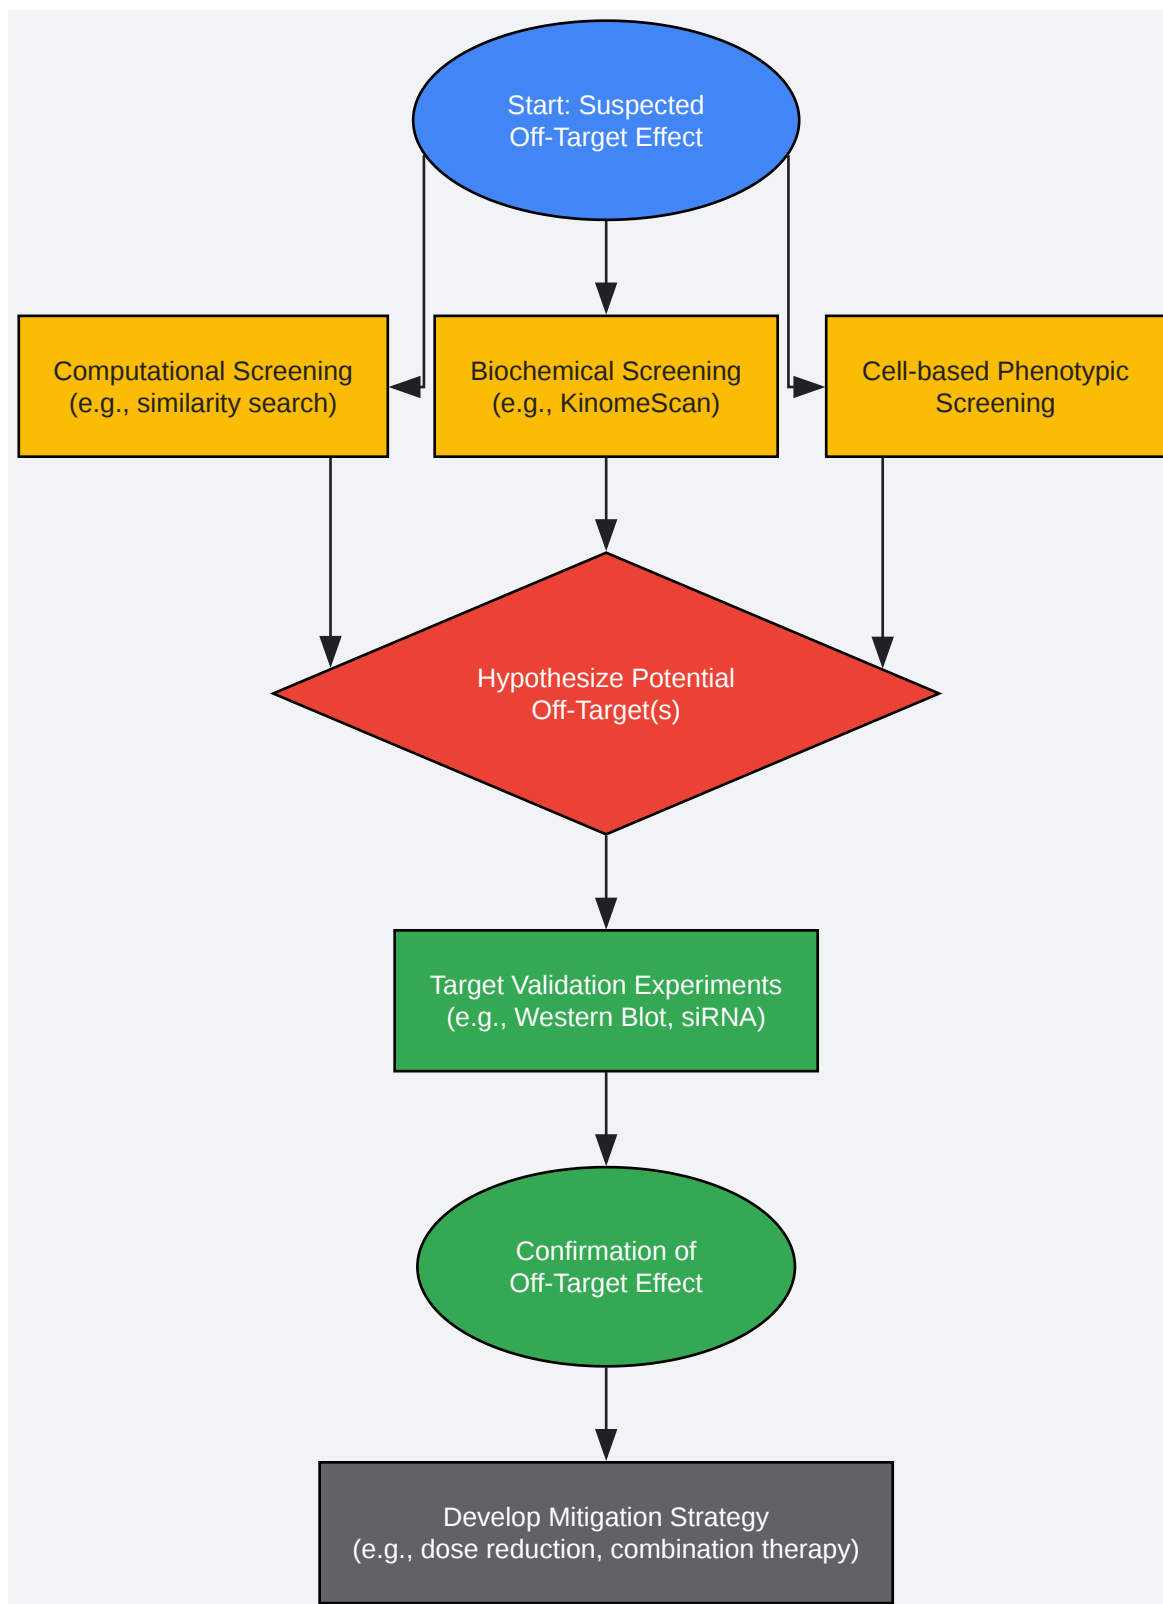 Start: Suspected
Off-Target Effect
Computational Screening
(e.g., similarity search)
Biochemical Screening
(e.g., KinomeScan)
Cell-based Phenotypic
Screening
Hypothesize Potential
Off-Target(s)
Target Validation Experiments
(e.g., Western Blot, siRNA)
Confirmation of
Off-Target Effect
Develop Mitigation Strategy
(e.g., dose reduction, combination therapy)